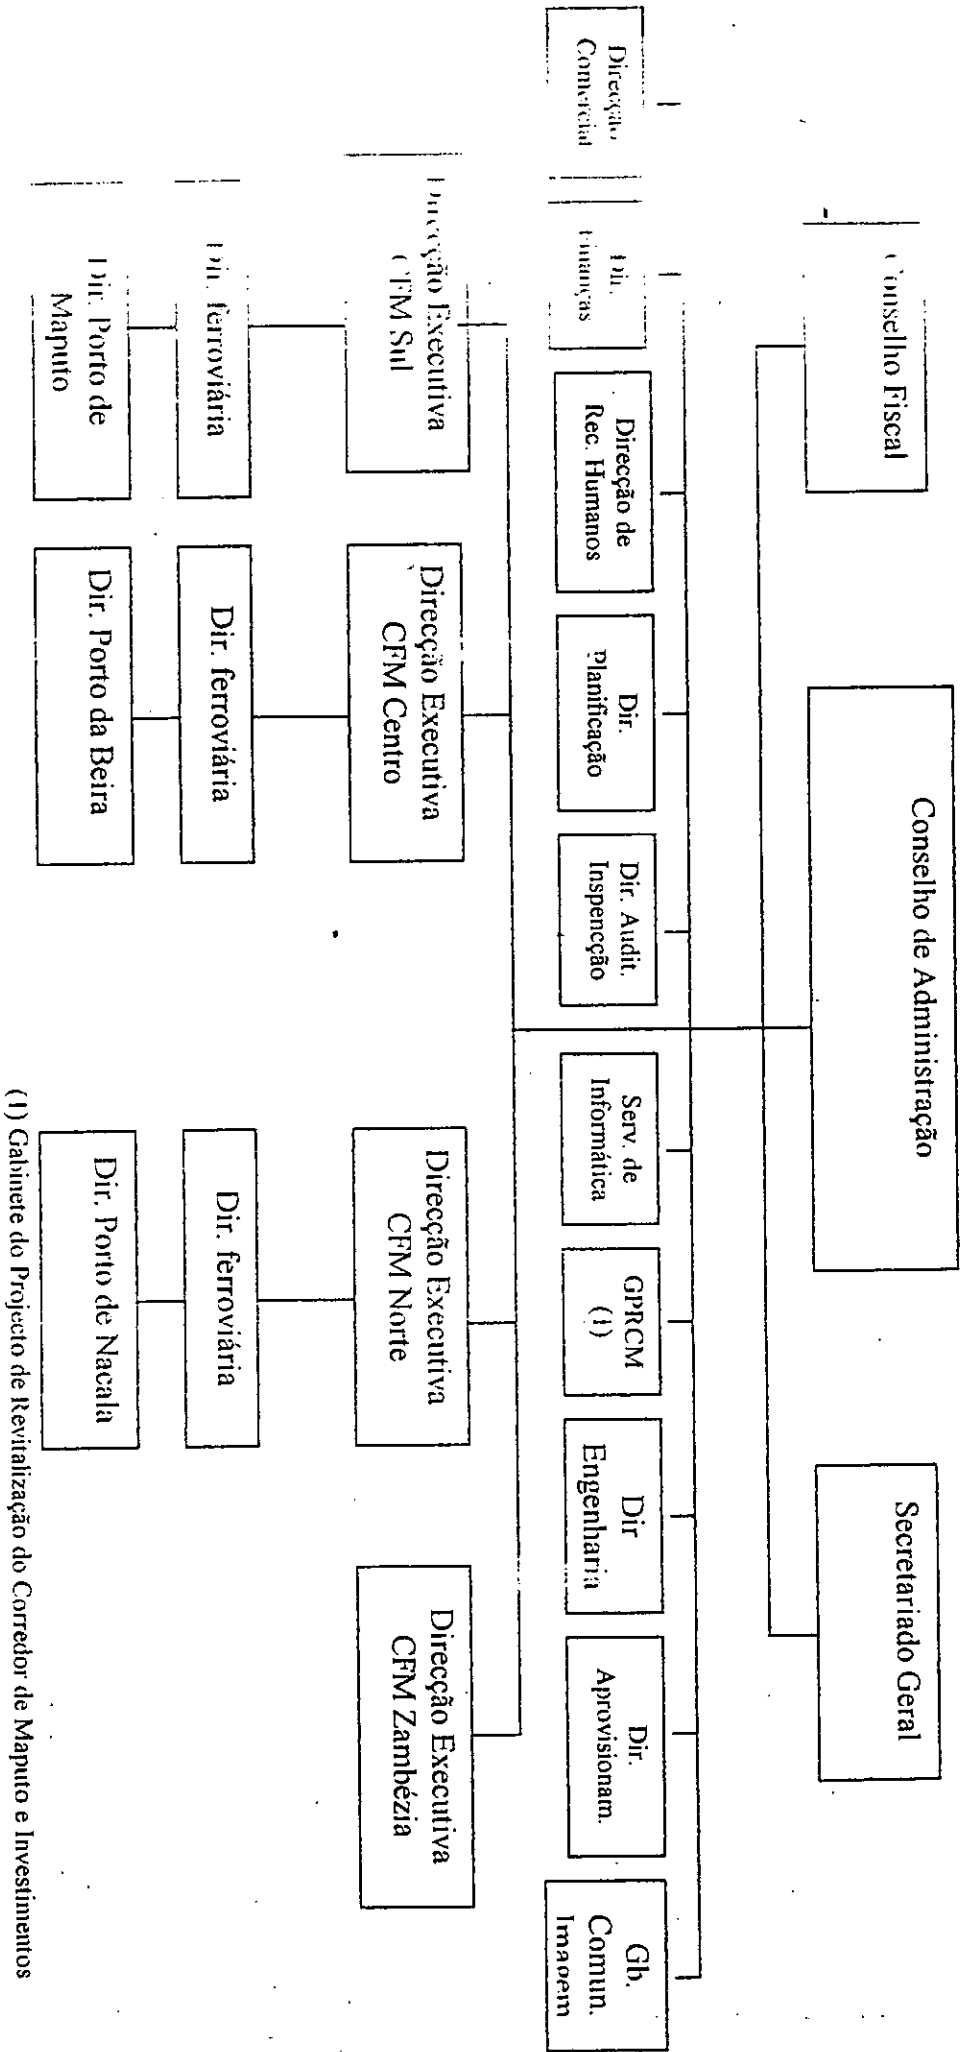 Conselho de Administração
Conselho Fiscal
Secretariado Geral
Direcção
Comercial
Dir.
Finanças
Direcção de
Rec. Humanos
Dir.
Planificação
Dir. Audit.
Inspencção
Serv. de
Informática
GPRCM
(1)
Dir
Engenharia
Dir.
Aprovisionam.
Gb.
Comun.
Imagem
Direcção Executiva
CFM Sul
Direcção Executiva
CFM Centro
Direcção Executiva
CFM Norte
Direcção Executiva
CFM Zambézia
Dir. ferroviária
Dir. ferroviária
Dir. ferroviária
Dir. Porto de
Maputo
Dir. Porto da Beira
Dir. Porto de Nacala
(1) Gabinete do Projecto de Revitalização do Corredor de Maputo e Investimentos